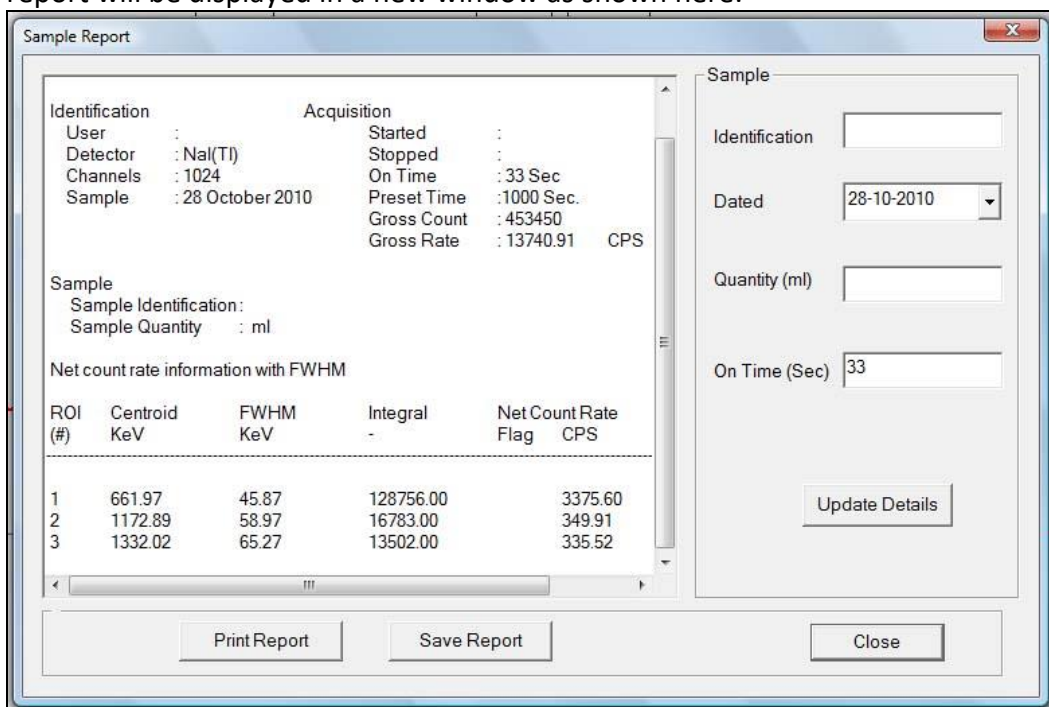 report will be displayed in a new window as shown here.
Sample Report
Identification Acquisition
User : Started :
Detector : NaI(Tl) Stopped :
Channels : 1024 On Time : 33 Sec
Sample : 28 October 2010 Preset Time :1000 Sec.
Gross Count : 453450
Gross Rate : 13740.91 CPS
Sample
Sample Identification :
Sample Quantity : ml
Net count rate information with FWHM
ROI Centroid FWHM Integral Net Count Rate
(#) KeV KeV - Flag CPS
1 661.97 45.87 128756.00 3375.60
2 1172.89 58.97 16783.00 349.91
3 1332.02 65.27 13502.00 335.52
Sample
Identification
Dated 28-10-2010
Quantity (ml)
On Time (Sec) 33
Update Details
Print Report Save Report Close